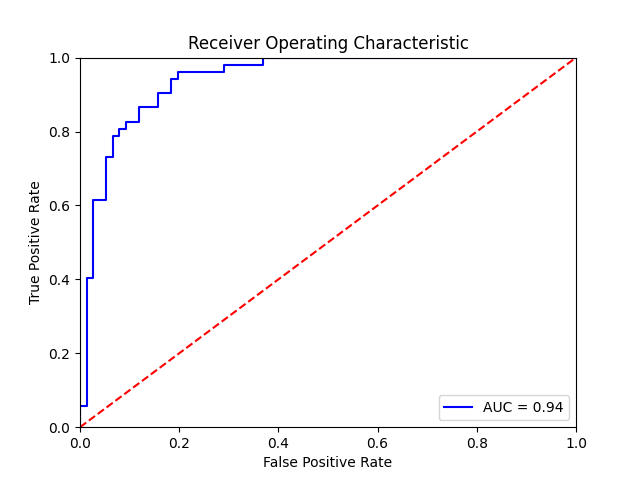 Receiver Operating Characteristic
1.0
0.8
0.6
0.4
0.2
0.0
True Positive Rate
AUC = 0.94
0.0 0.2 0.4 0.6 0.8 1.0
False Positive Rate